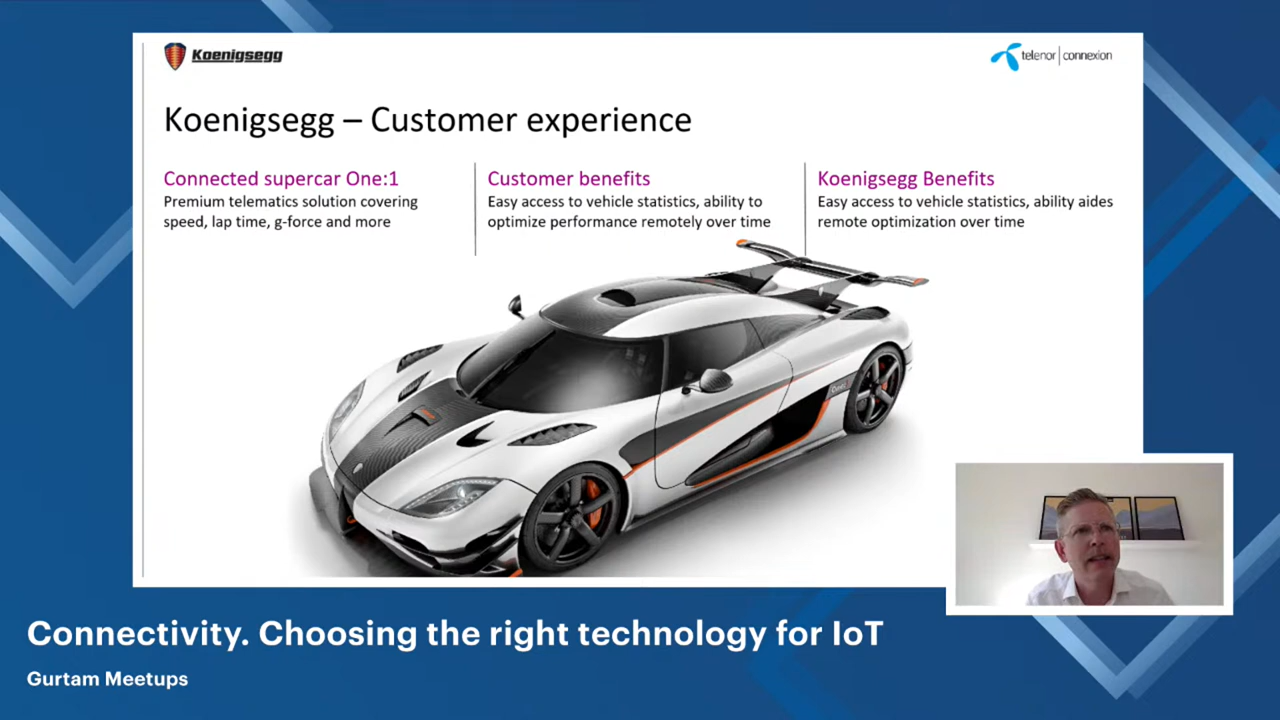 Koenigsegg
telenor | connexion
Koenigsegg – Customer experience
Connected supercar One:1
Premium telematics solution covering
speed, lap time, g-force and more
Customer benefits
Easy access to vehicle statistics, ability to
optimize performance remotely over time
Koenigsegg Benefits
Easy access to vehicle statistics, ability aides
remote optimization over time
Connectivity. Choosing the right technology for IoT
Gurtam Meetups